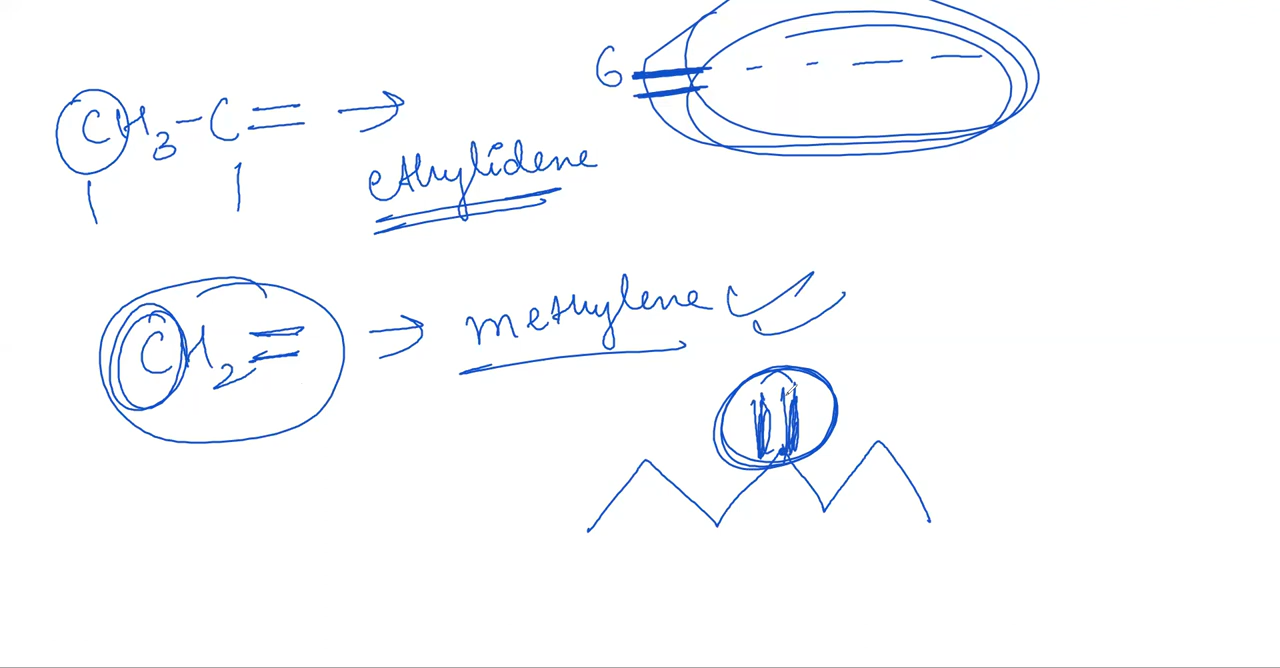 6
CH3-C= → ethylidene
CH2= → methylene